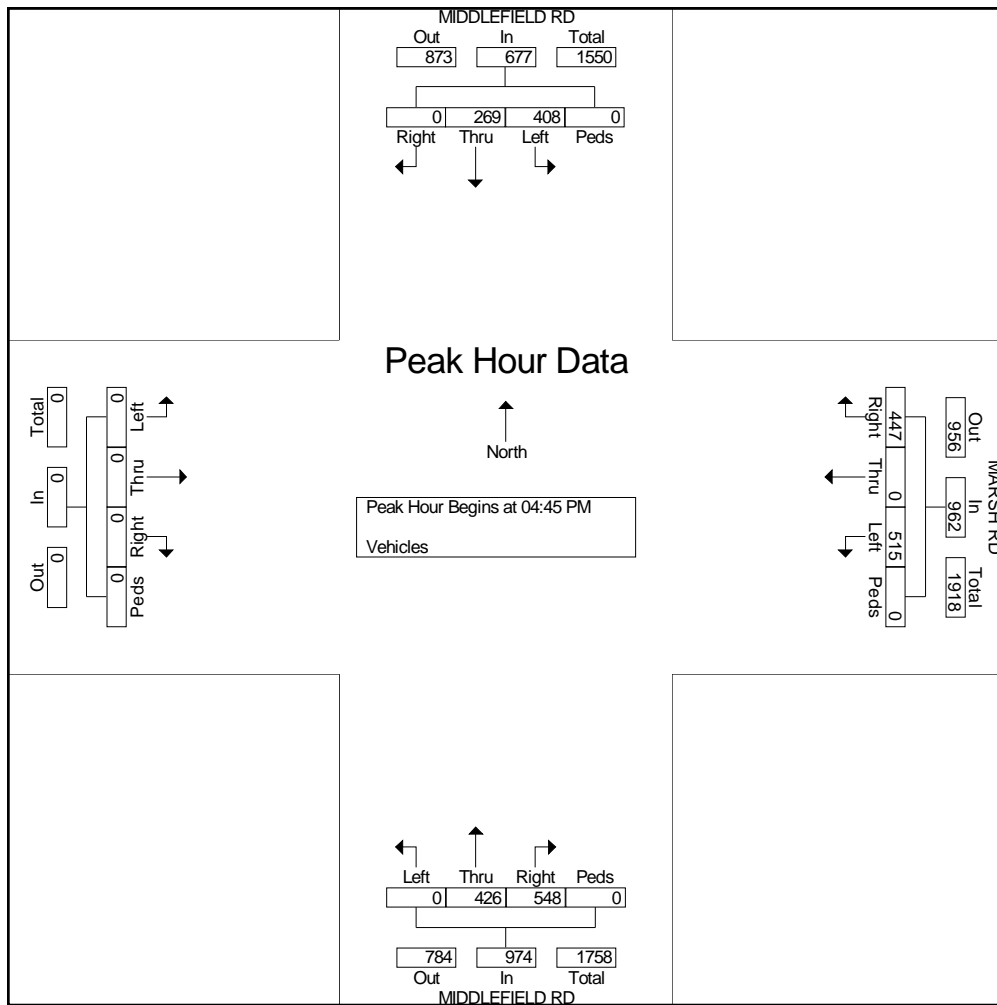 MIDDLEFIELD RD
Out In Total
873 677 1550
0 269 408 0
Right Thru Left Peds
Peak Hour Data
North
Peak Hour Begins at 04:45 PM
Vehicles
Total In Out
0 0 0
0 0 0 0
Left Thru Right Peds
Right Thru Left Peds
447 0 515 0
956 962 1918
Out In Total
MARSH RD
Left Thru Right Peds
0 426 548 0
784 974 1758
Out In Total
MIDDLEFIELD RD